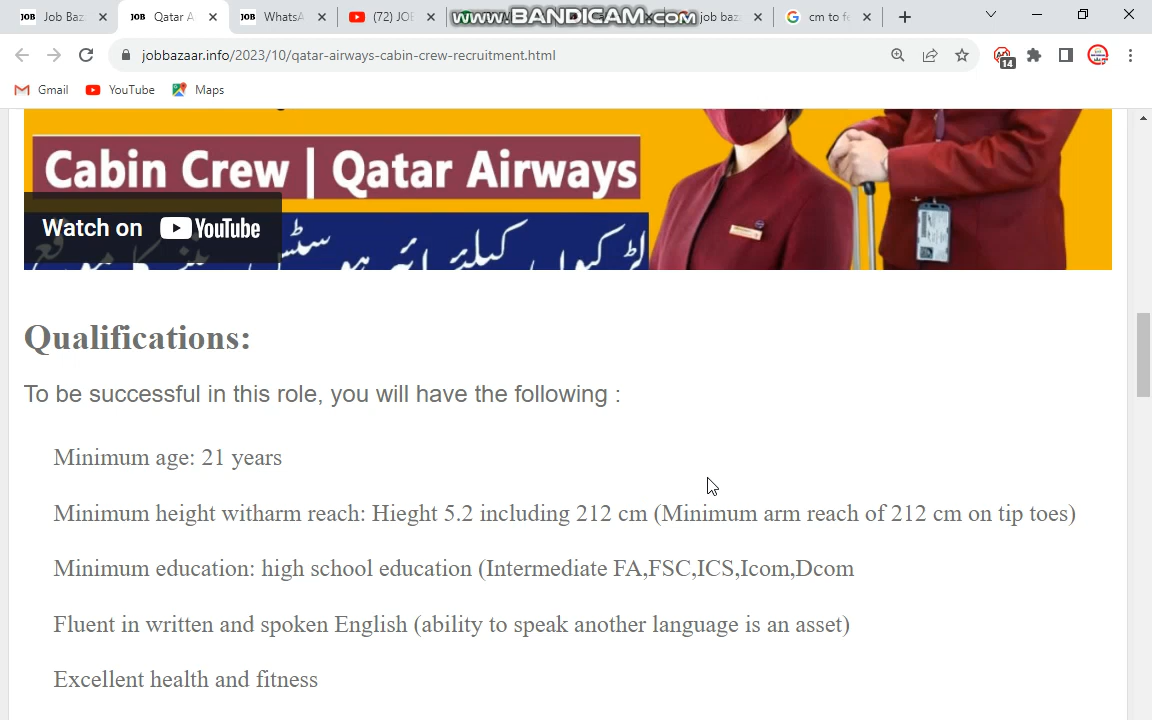 Job Baz
Qatar A
WhatsA
(72) JO
www.BANDICAM.com
job baz
cm to fe
jobbazaar.info/2023/10/qatar-airways-cabin-crew-recruitment.html
14
Gmail
YouTube
Maps
Cabin Crew | Qatar Airways
Watch on YouTube
لڑکیوں کیلئے
Qualifications:
To be successful in this role, you will have the following :
Minimum age: 21 years
Minimum height witharm reach: Hieght 5.2 including 212 cm (Minimum arm reach of 212 cm on tip toes)
Minimum education: high school education (Intermediate FA,FSC,ICS,Icom,Dcom
Fluent in written and spoken English (ability to speak another language is an asset)
Excellent health and fitness